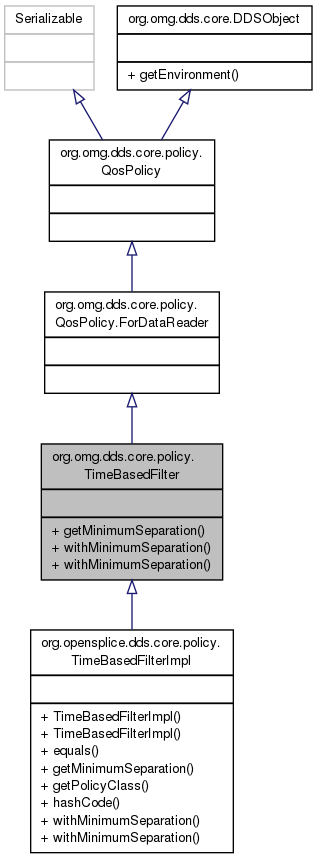 Serializable
org.omg.dds.core.DDSObject
+ getEnvironment()
org.omg.dds.core.policy.
QosPolicy
org.omg.dds.core.policy.
QosPolicy.ForDataReader
org.omg.dds.core.policy.
TimeBasedFilter
+ getMinimumSeparation()
+ withMinimumSeparation()
+ withMinimumSeparation()
org.opensplice.dds.core.policy.
TimeBasedFilterImpl
+ TimeBasedFilterImpl()
+ TimeBasedFilterImpl()
+ equals()
+ getMinimumSeparation()
+ getPolicyClass()
+ hashCode()
+ withMinimumSeparation()
+ withMinimumSeparation()